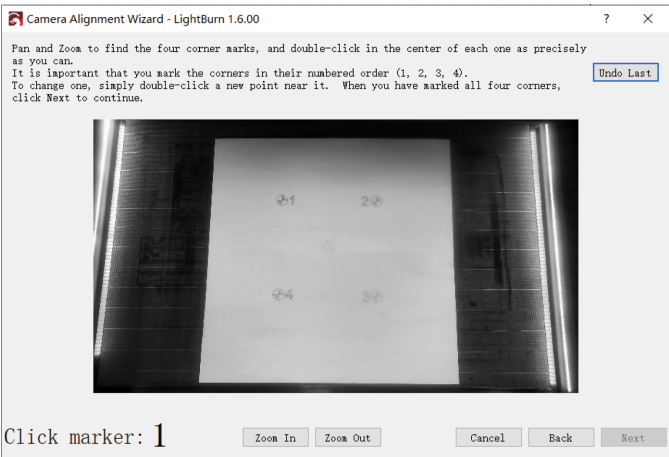 Camera Alignment Wizard - LightBurn 1.6.00
? ×
Pan and Zoom to find the four corner marks, and double-click in the center of each one as precisely
as you can.
It is important that you mark the corners in their numbered order (1, 2, 3, 4).
To change one, simply double-click a new point near it. When you have marked all four corners,
click Next to continue.
Undo Last
1 2
4 3
Click marker: 1
Zoom In Zoom Out Cancel Back Next